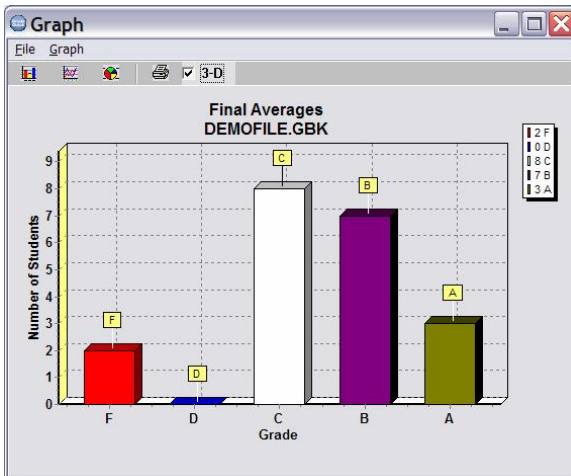 Graph
File Graph
3-D
Final Averages
DEMOFILE.GBK
2 F
0 D
8 C
7 B
3 A
Number of Students
9
8
7
6
5
4
3
2
1
0
F
D
C
B
A
F
D
C
B
A
Grade